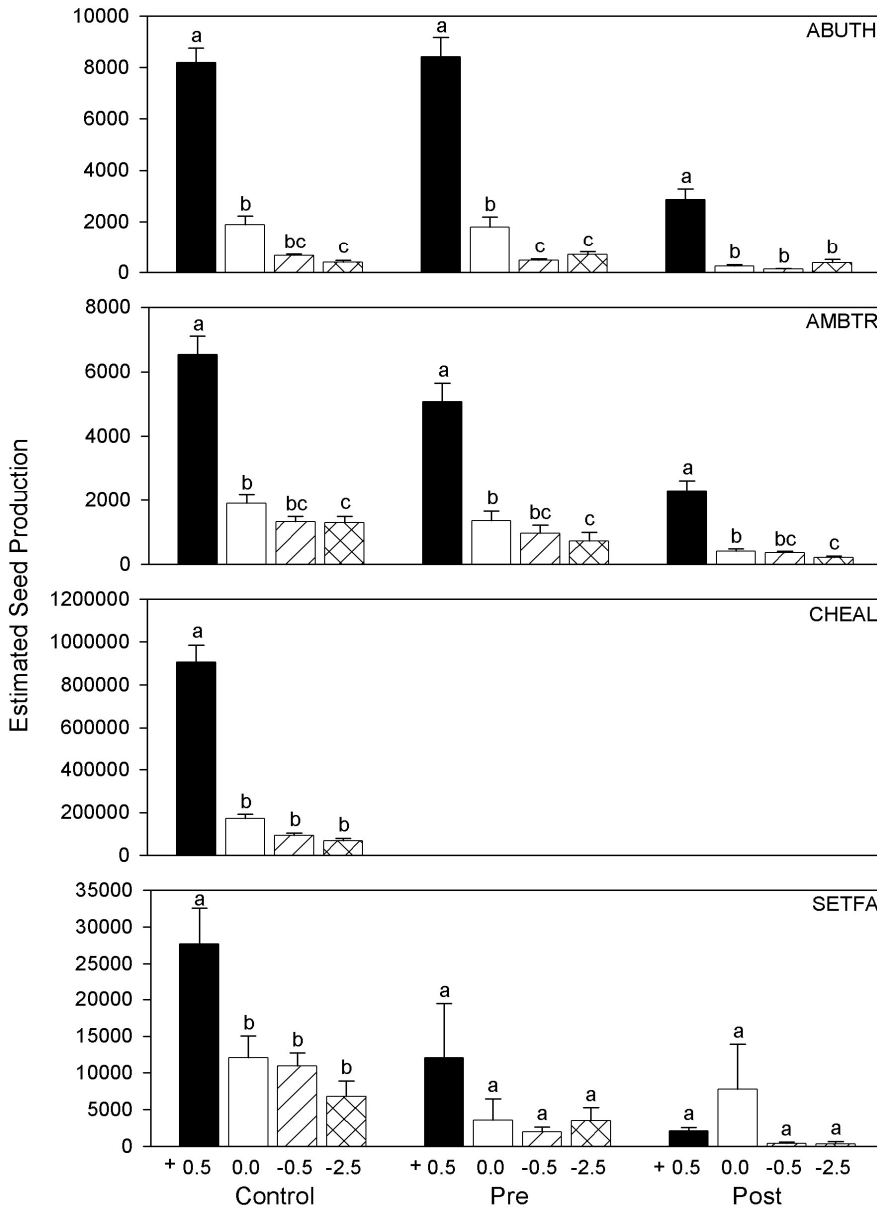 Estimated Seed Production
ABUTH
10000
8000
6000
4000
2000
0
a b bc c a b c c a b b b
AMBTR
8000
6000
4000
2000
0
a b bc c a b bc c a b bc c
CHEAL
1200000
1000000
800000
600000
400000
200000
0
a b b b
SETFA
35000
30000
25000
20000
15000
10000
5000
0
a b b b a a a a a a a a
+ 0.5 0.0 -0.5 -2.5 + 0.5 0.0 -0.5 -2.5 + 0.5 0.0 -0.5 -2.5
Control Pre Post